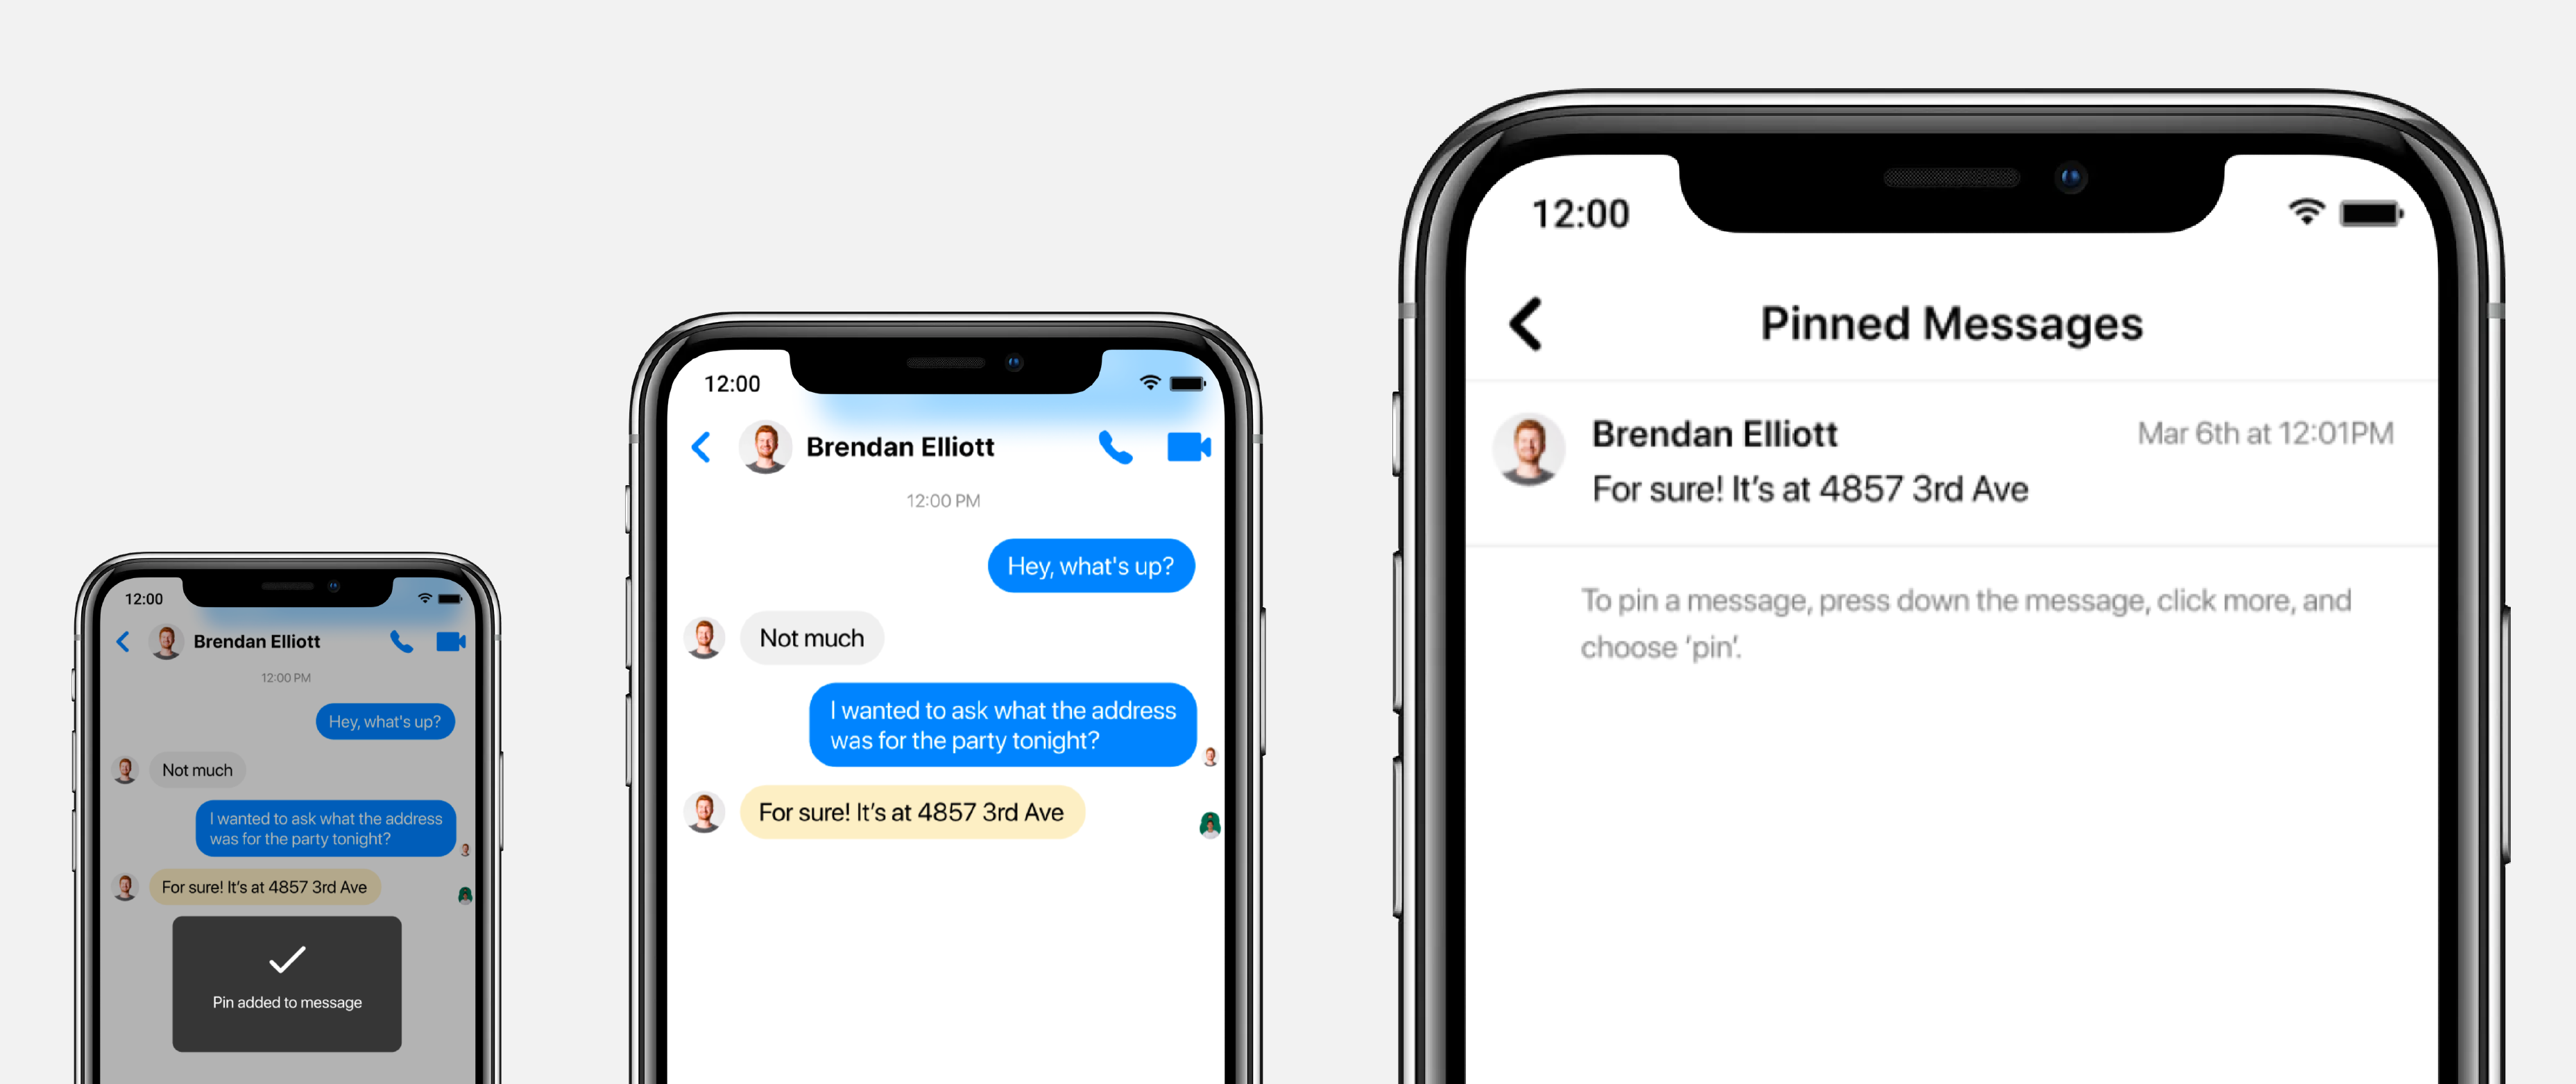 12:00
Brendan Elliott
12:00 PM
Hey, what's up?
Not much
I wanted to ask what the address
was for the party tonight?
For sure! It’s at 4857 3rd Ave
Pin added to message
12:00
Brendan Elliott
12:00 PM
Hey, what's up?
Not much
I wanted to ask what the address
was for the party tonight?
For sure! It’s at 4857 3rd Ave
12:00
Pinned Messages
Brendan Elliott
Mar 6th at 12:01PM
For sure! It’s at 4857 3rd Ave
To pin a message, press down the message, click more, and
choose ‘pin’.